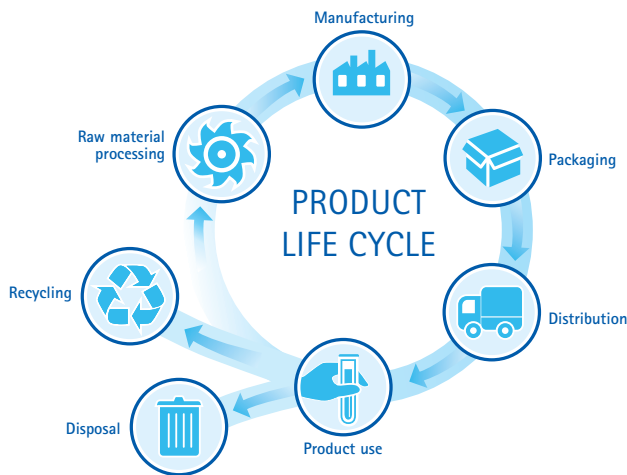 Manufacturing
Raw material
processing
Packaging
PRODUCT
LIFE CYCLE
Recycling
Distribution
Disposal
Product use